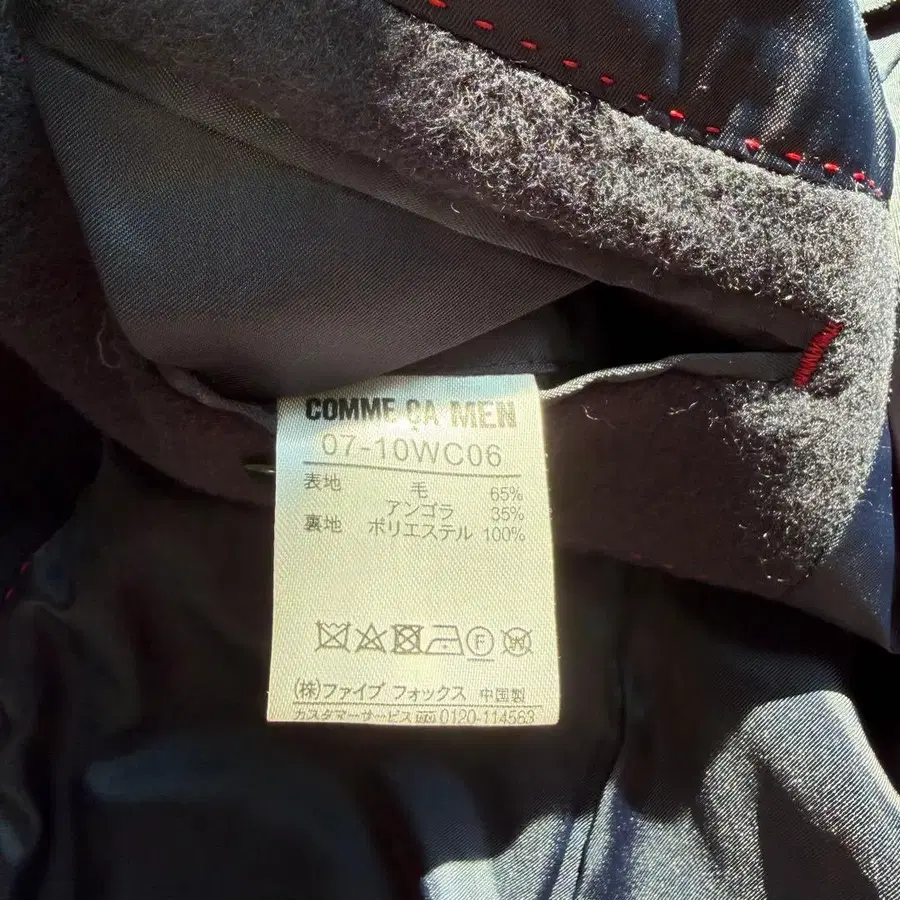 COMME ÇA MEN
07-10WC06
表地 毛 65%
アンゴラ 35%
裏地 ポリエステル 100%
F W
(株)ファイブ フォックス 中国製
カスタマーサービス 0120-114563